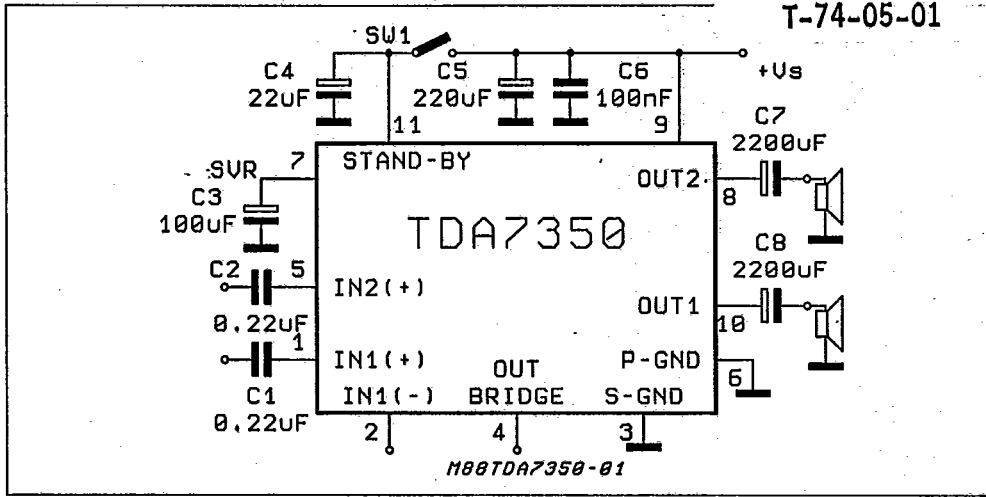 T-74-05-01
SW1
C4
22uF
C5
220uF
C6
100nF
+Vs
11
9
C7
2200uF
7
STAND-BY
SVR
OUT2
8
C3
100uF
TDA7350
C8
2200uF
C2
5
IN2(+)
0.22uF
OUT1
10
1
IN1(+)
P-GND
6
C1
0.22uF
OUT
BRIDGE
IN1(-)
S-GND
2
4
3
M88TDA7350-01